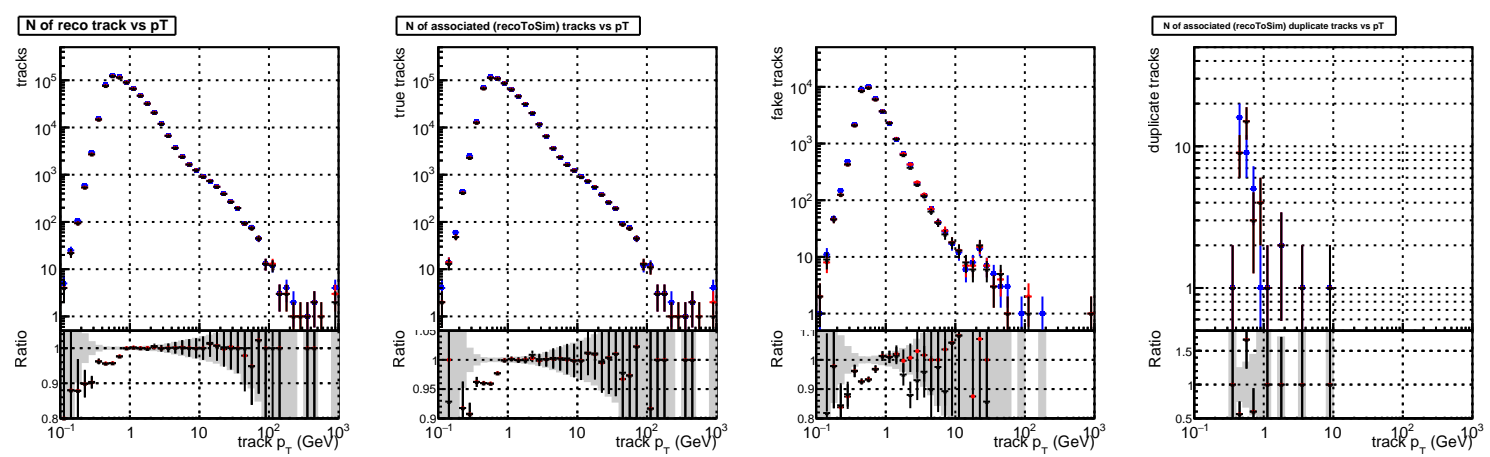 N of reco track vs pT
tracks
10^5
10^4
10^3
10^2
10
1
Ratio
1
0.9
0.8
10^−1 1 10 10^2 10^3
track p_T (GeV)
N of associated (recoToSim) tracks vs pT
true tracks
10^5
10^4
10^3
10^2
10
1
Ratio
1.05
1
0.95
0.9
10^−1 1 10 10^2 10^3
track p_T (GeV)
fake tracks
10^4
10^3
10^2
10
1
Ratio
1.1
1
0.9
0.8
10^−1 1 10 10^2 10^3
track p_T (GeV)
N of associated (recoToSim) duplicate tracks vs pT
duplicate tracks
10
1
Ratio
1.5
1
0.5
10^−1 1 10 10^2 10^3
track p_T (GeV)